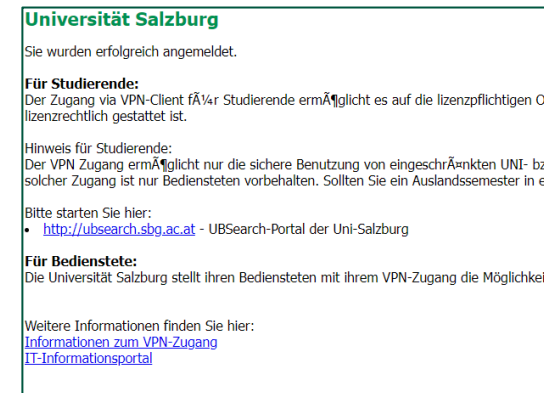 Universität Salzburg
Sie wurden erfolgreich angemeldet.
Für Studierende:
Der Zugang via VPN-Client fÃ¼r Studierende ermÃ¶glicht es auf die lizenzpflichtigen O
lizenzrechtlich gestattet ist.
Hinweis für Studierende:
Der VPN Zugang ermÃ¶glicht nur die sichere Benutzung von eingeschrÃ¤nkten UNI- bz
solcher Zugang ist nur Bediensteten vorbehalten. Sollten Sie ein Auslandssemester in e
Bitte starten Sie hier:
• http://ubsearch.sbg.ac.at - UBSearch-Portal der Uni-Salzburg
Für Bedienstete:
Die Universität Salzburg stellt ihren Bediensteten mit ihrem VPN-Zugang die Möglichkei
Weitere Informationen finden Sie hier:
Informationen zum VPN-Zugang
IT-Informationsportal